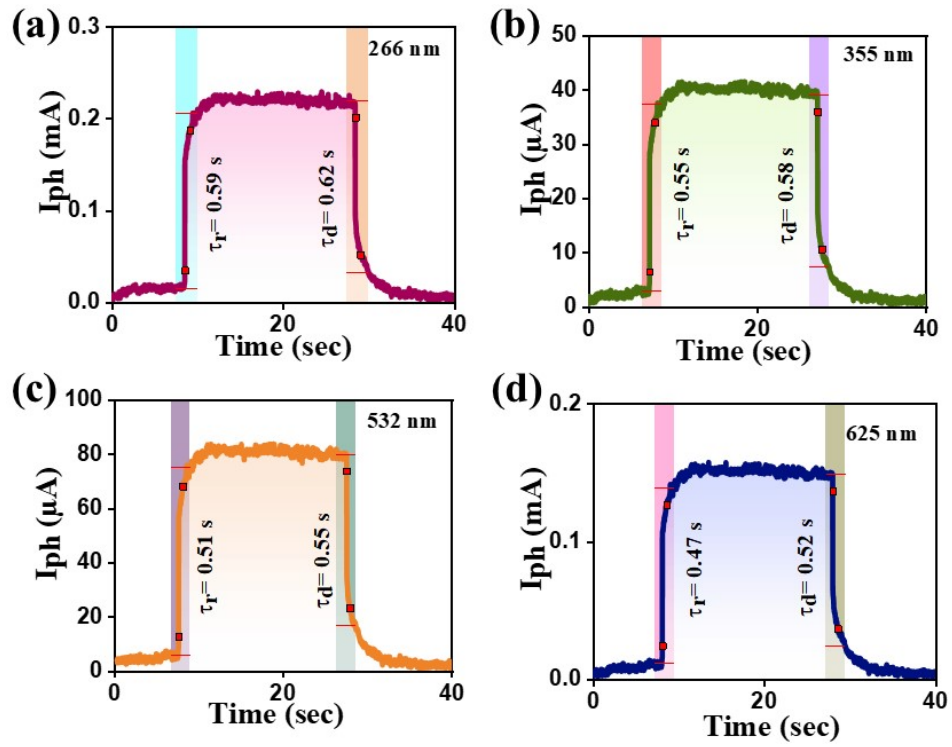 (a)
0.3
0.2
0.1
0.0
Iph (mA)
266 nm
τr= 0.59 s
τd= 0.62 s
0
20
40
Time (sec)
(b)
50
40
30
20
10
0
Iph (μA)
355 nm
τr= 0.55 s
τd= 0.58 s
0
20
40
Time (sec)
(c)
100
80
60
40
20
0
Iph (μA)
532 nm
τr= 0.51 s
τd= 0.55 s
0
20
40
Time (sec)
(d)
0.2
0.1
0.0
Iph (mA)
625 nm
τr= 0.47 s
τd= 0.52 s
0
20
40
Time (sec)